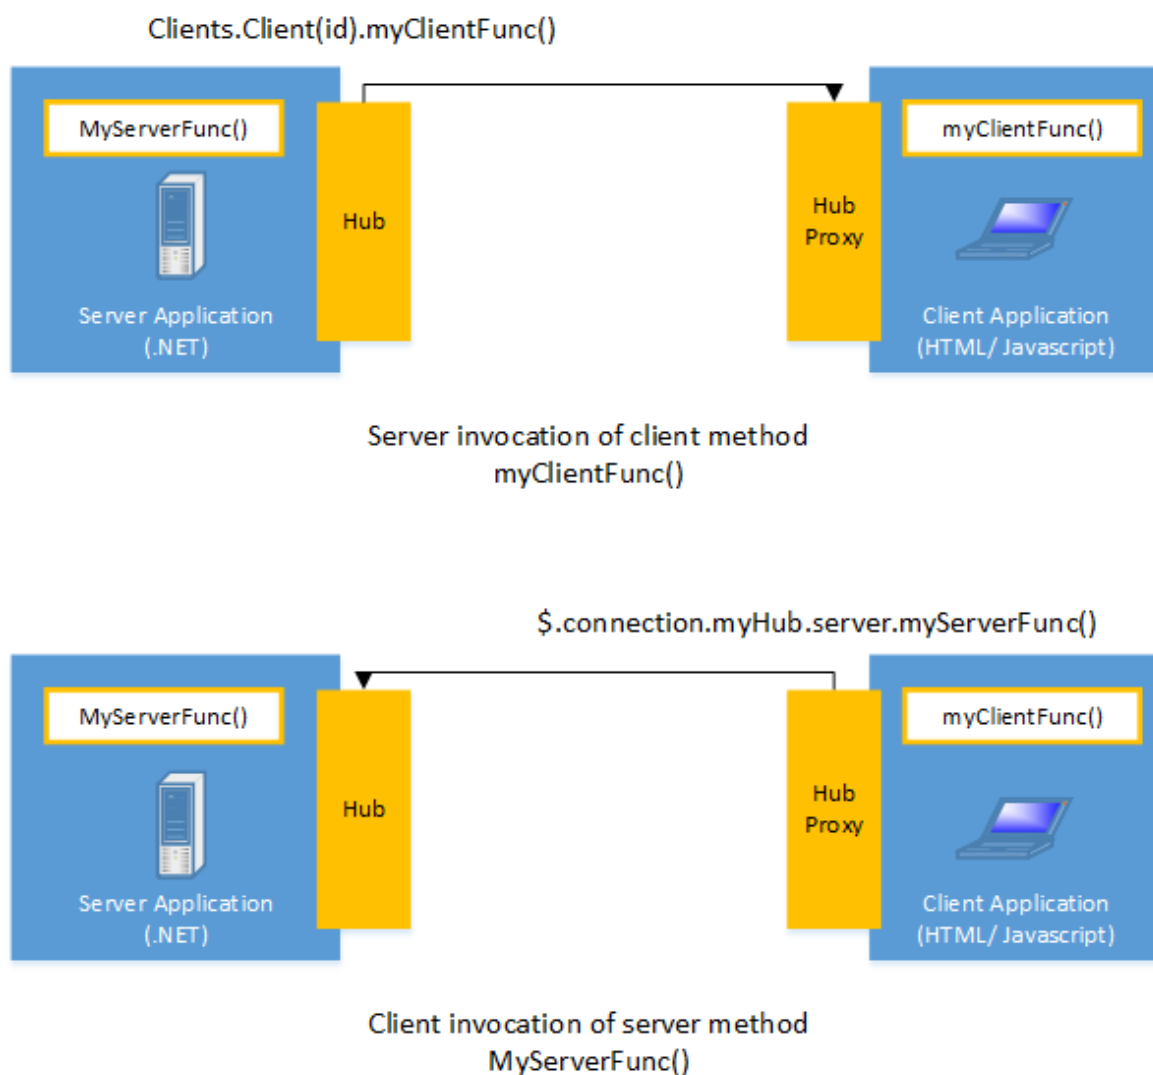 Clients.Client(id).myClientFunc()
MyServerFunc()
myClientFunc()
Hub
Hub
Proxy
Server Application
(.NET)
Client Application
(HTML/ Javascript)
Server invocation of client method
myClientFunc()
$.connection.myHub.server.myServerFunc()
MyServerFunc()
myClientFunc()
Hub
Hub
Proxy
Server Application
(.NET)
Client Application
(HTML/ Javascript)
Client invocation of server method
MyServerFunc()